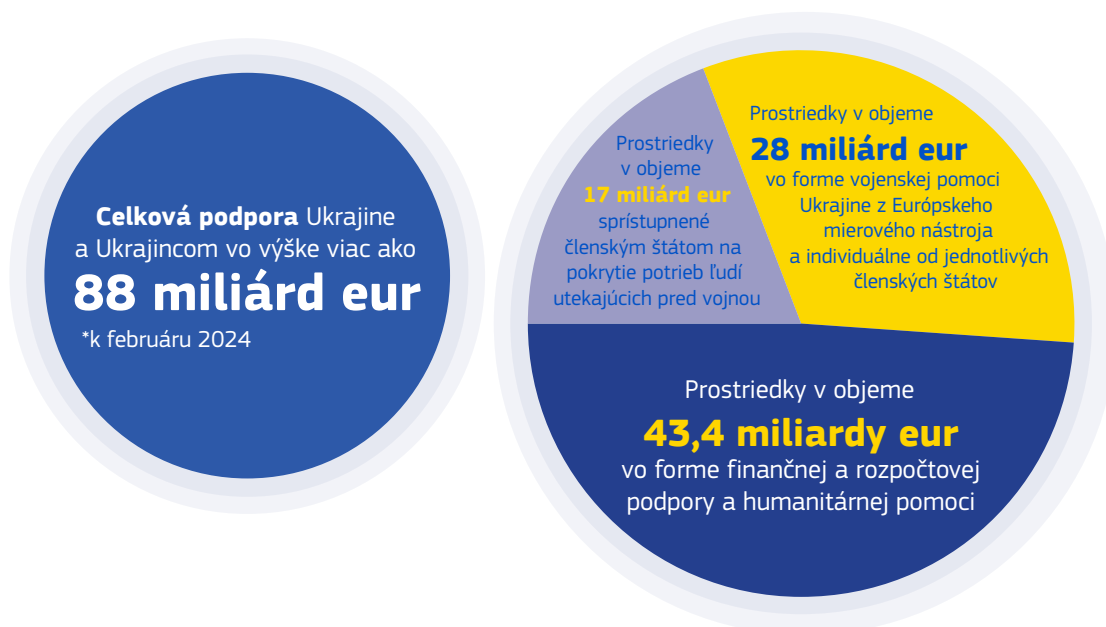 Celková podpora Ukrajine
a Ukrajincom vo výške viac ako
88 miliárd eur
*k februáru 2024
Prostriedky
v objeme
17 miliárd eur
sprístupnené
členským štátom na
pokrytie potrieb ľudí
utekajúcich pred vojnou
Prostriedky v objeme
28 miliárd eur
vo forme vojenskej pomoci
Ukrajine z Európskeho
mierového nástroja
a individuálne od jednotlivých
členských štátov
Prostriedky v objeme
43,4 miliardy eur
vo forme finančnej a rozpočtovej
podpory a humanitárnej pomoci